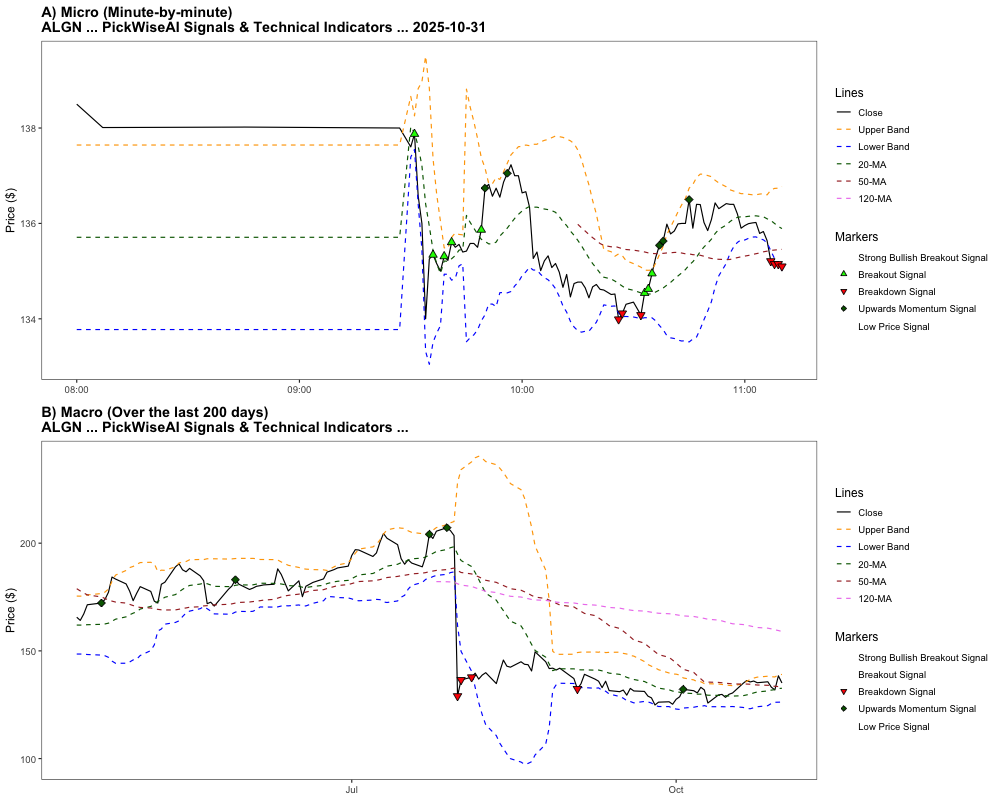 A) Micro (Minute-by-minute)
ALGN ... PickWiseAI Signals & Technical Indicators ... 2025-10-31
Price ($)
138
136
134
08:00
09:00
10:00
11:00
Lines
Close
Upper Band
Lower Band
20-MA
50-MA
120-MA
Markers
Strong Bullish Breakout Signal
Breakout Signal
Breakdown Signal
Upwards Momentum Signal
Low Price Signal
B) Macro (Over the last 200 days)
ALGN ... PickWiseAI Signals & Technical Indicators ...
Price ($)
200
150
100
Jul
Oct
Lines
Close
Upper Band
Lower Band
20-MA
50-MA
120-MA
Markers
Strong Bullish Breakout Signal
Breakout Signal
Breakdown Signal
Upwards Momentum Signal
Low Price Signal